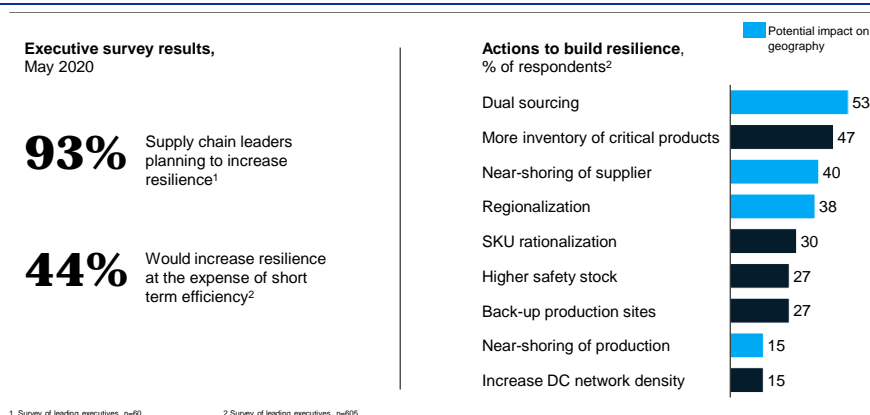 Potential impact on
geography
Executive survey results,
May 2020
93%
Supply chain leaders
planning to increase
resilience¹
44%
Would increase resilience
at the expense of short
term efficiency²
Actions to build resilience,
% of respondents²
Dual sourcing 53
More inventory of critical products 47
Near-shoring of supplier 40
Regionalization 38
SKU rationalization 30
Higher safety stock 27
Back-up production sites 27
Near-shoring of production 15
Increase DC network density 15
1. Survey of leading executives, n=60
2 Survey of leading executives, n=605